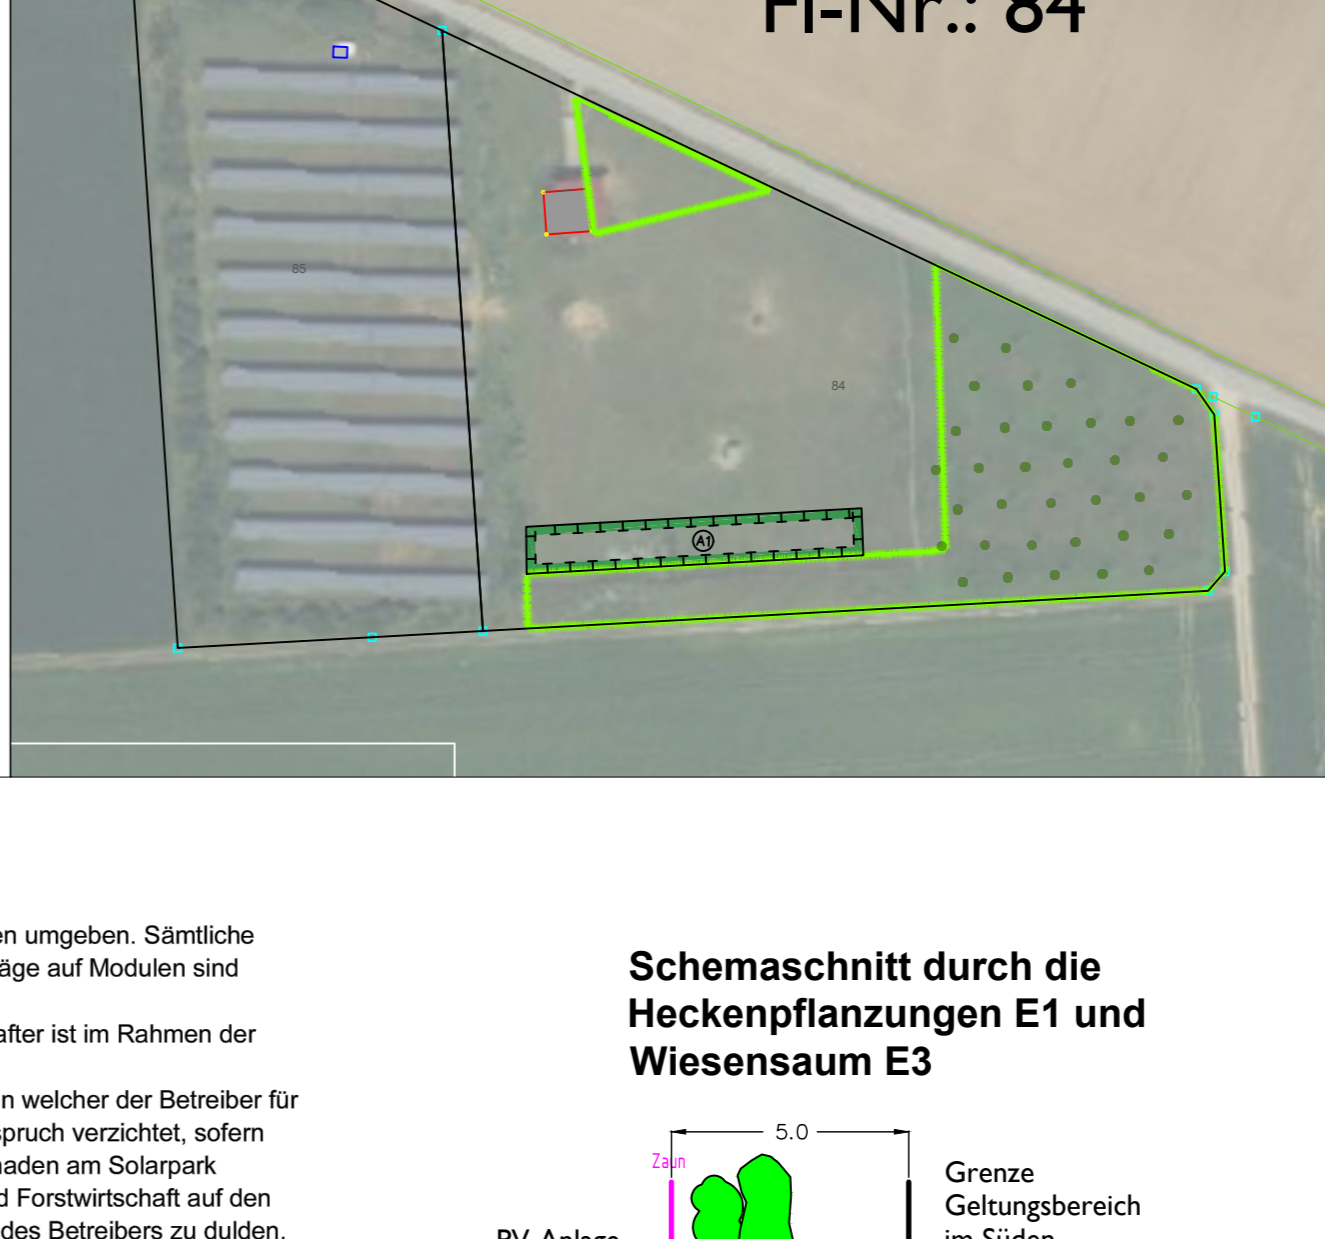 Fl-Nr.: 84
85
84
A1
en umgeben. Sämtliche
äge auf Modulen sind
after ist im Rahmen der
n welcher der Betreiber für
spruch verzichtet, sofern
haden am Solarpark
d Forstwirtschaft auf den
des Betreibers zu dulden.
Schemaschnitt durch die
Heckenpflanzungen E1 und
Wiesensaum E3
5.0
Zaun
PV-Anlage
Grenze
Geltungsbereich
im Süden